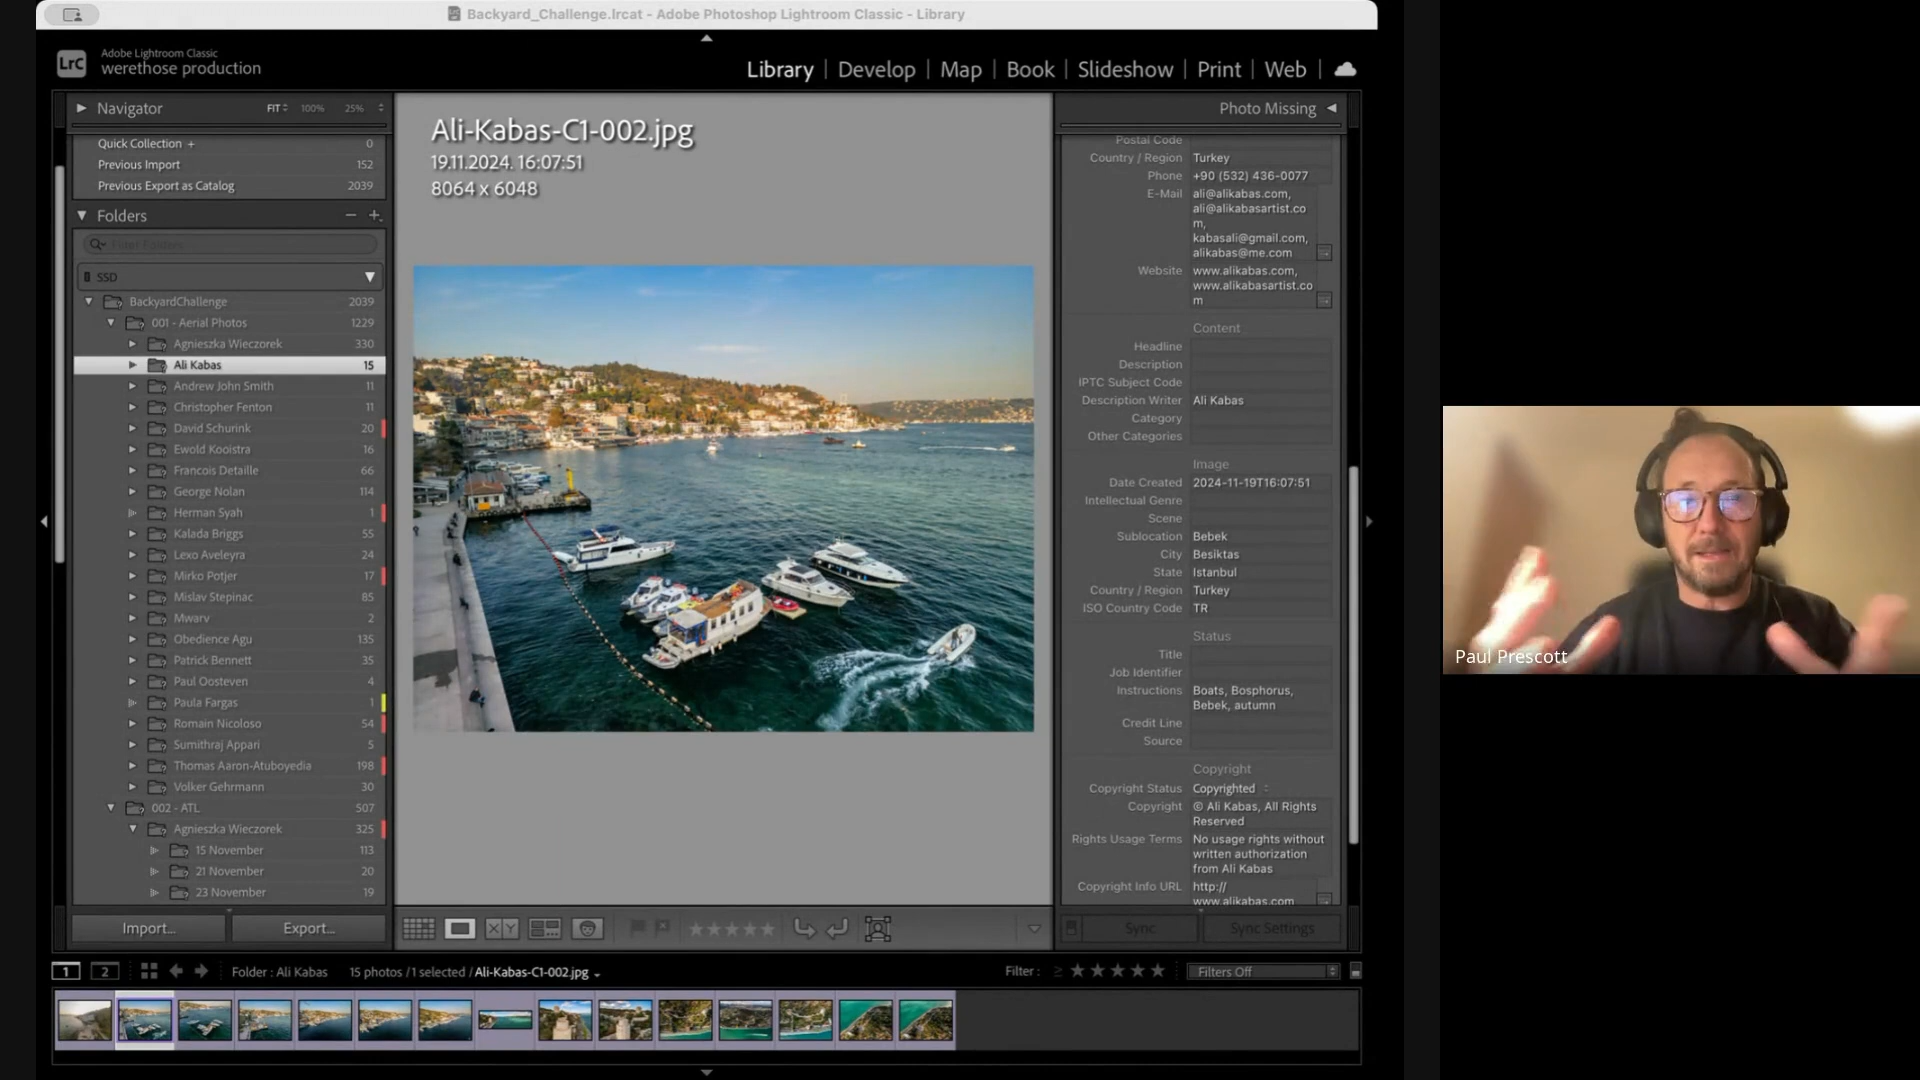 Backyard_Challenge.lrcat - Adobe Photoshop Lightroom Classic - Library
LrC
Adobe Lightroom Classic
werethose production
Library | Develop | Map | Book | Slideshow | Print | Web
Navigator FIT 100% 25%
Quick Collection + 0
Previous Import 152
Previous Export as Catalog 2039
Folders
Filter Folders
SSD
BackyardChallenge 2039
001 - Aerial Photos 1229
Agnieszka Wieczorek 330
Ali Kabas 15
Andrew John Smith 11
Christopher Fenton 11
David Schurink 20
Ewold Kooistra 16
Francois Detaille 66
George Nolan 114
Herman Syah 1
Kalada Briggs 55
Lexo Aveleyra 24
Mirko Potjer 17
Mislav Stepinac 85
Mwarv 2
Obedience Agu 135
Patrick Bennett 35
Paul Oosteven 4
Paula Fargas 1
Romain Nicoloso 54
Sumithraj Appari 5
Thomas Aaron-Atuboyedia 198
Volker Gehrmann 30
002 - ATL 507
Agnieszka Wieczorek 325
15 November 113
21 November 20
23 November 19
Import... Export...
Ali-Kabas-C1-002.jpg
19.11.2024. 16:07:51
8064 x 6048
Photo Missing
Postal Code
Country / Region Turkey
Phone +90 (532) 436-0077
E-Mail ali@alikabas.com,
ali@alikabasartist.co
m,
kabasali@gmail.com,
alikabas@me.com
Website www.alikabas.com,
www.alikabasartist.co
m
Content
Headline
Description
IPTC Subject Code
Description Writer Ali Kabas
Category
Other Categories
Image
Date Created 2024-11-19T16:07:51
Intellectual Genre
Scene
Sublocation Bebek
City Besiktas
State Istanbul
Country / Region Turkey
ISO Country Code TR
Status
Title
Job Identifier
Instructions Boats, Bosphorus,
Bebek, autumn
Credit Line
Source
Copyright
Copyright Status Copyrighted
Copyright © Ali Kabas, All Rights
Reserved
Rights Usage Terms No usage rights without
written authorization
from Ali Kabas
Copyright Info URL http://
www.alikabas.com
Sync Sync Settings
X Y
1 2 Folder : Ali Kabas 15 photos / 1 selected / Ali-Kabas-C1-002.jpg Filter : ≥ ★★★★★ Filters Off
Paul Prescott